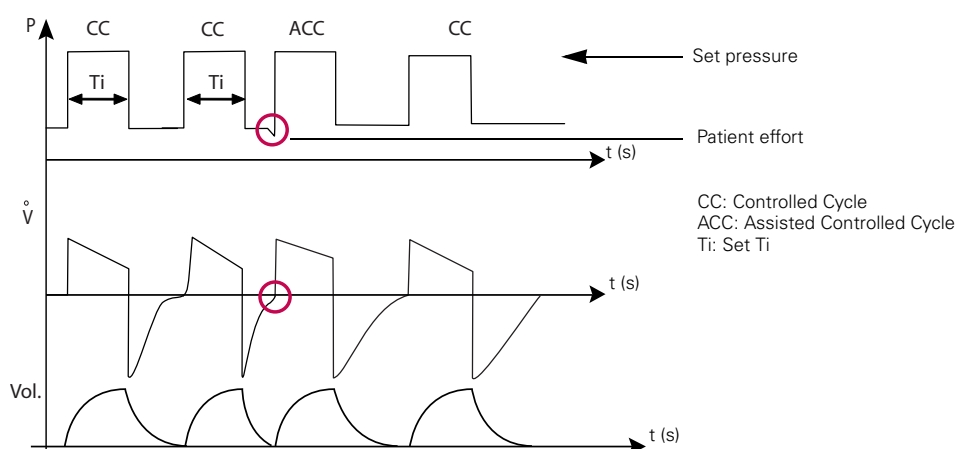 P
CC CC ACC CC
Set pressure
Ti Ti
Patient effort
t (s)
CC: Controlled Cycle
V̊
ACC: Assisted Controlled Cycle
Ti: Set Ti
t (s)
Vol.
t (s)